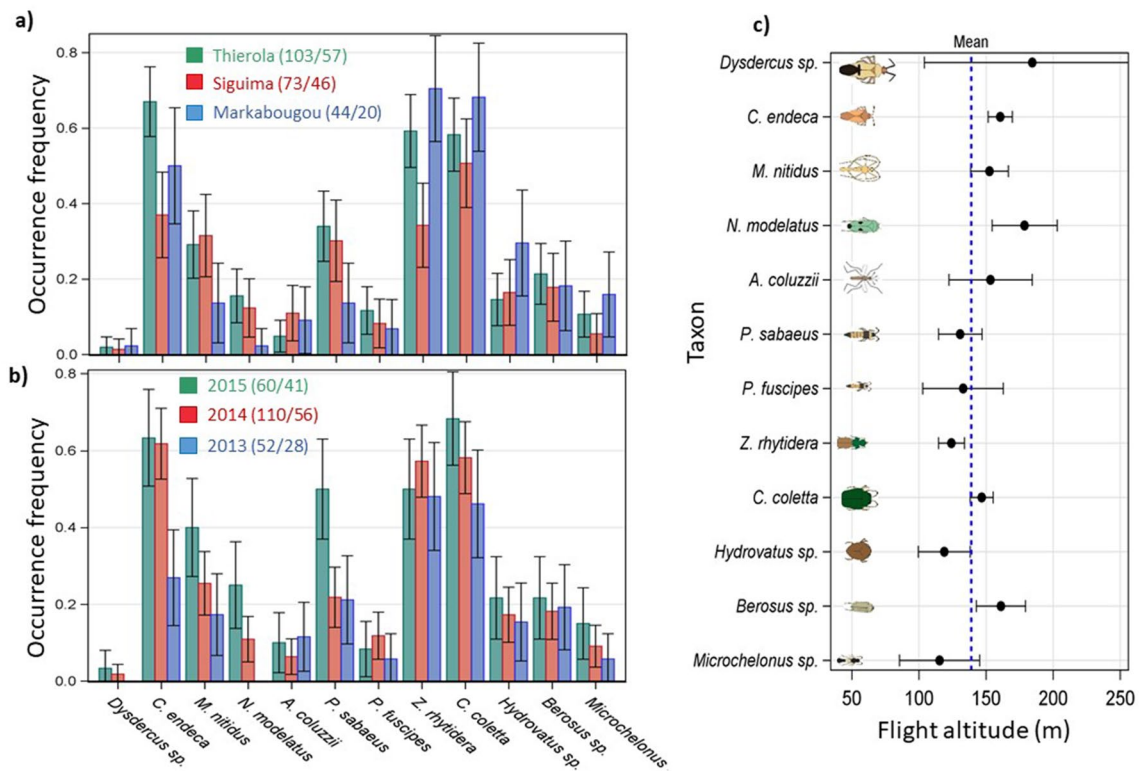 a)
Occurrence frequency
0.8
0.6
0.4
0.2
0.0
Thierola (103/57)
Siguima (73/46)
Markabougou (44/20)
b)
Occurrence frequency
0.8
0.6
0.4
0.2
0.0
2015 (60/41)
2014 (110/56)
2013 (52/28)
Dysdercus sp.
C. endeca
M. nitidus
N. modelatus
A. coluzzii
P. sabaeus
P. fuscipes
Z. rhytidera
C. coletta
Hydrovatus sp.
Berosus sp.
Microchelonus
c)
Mean
Taxon
Dysdercus sp.
C. endeca
M. nitidus
N. modelatus
A. coluzzii
P. sabaeus
P. fuscipes
Z. rhytidera
C. coletta
Hydrovatus sp.
Berosus sp.
Microchelonus sp.
50 100 150 200 250
Flight altitude (m)